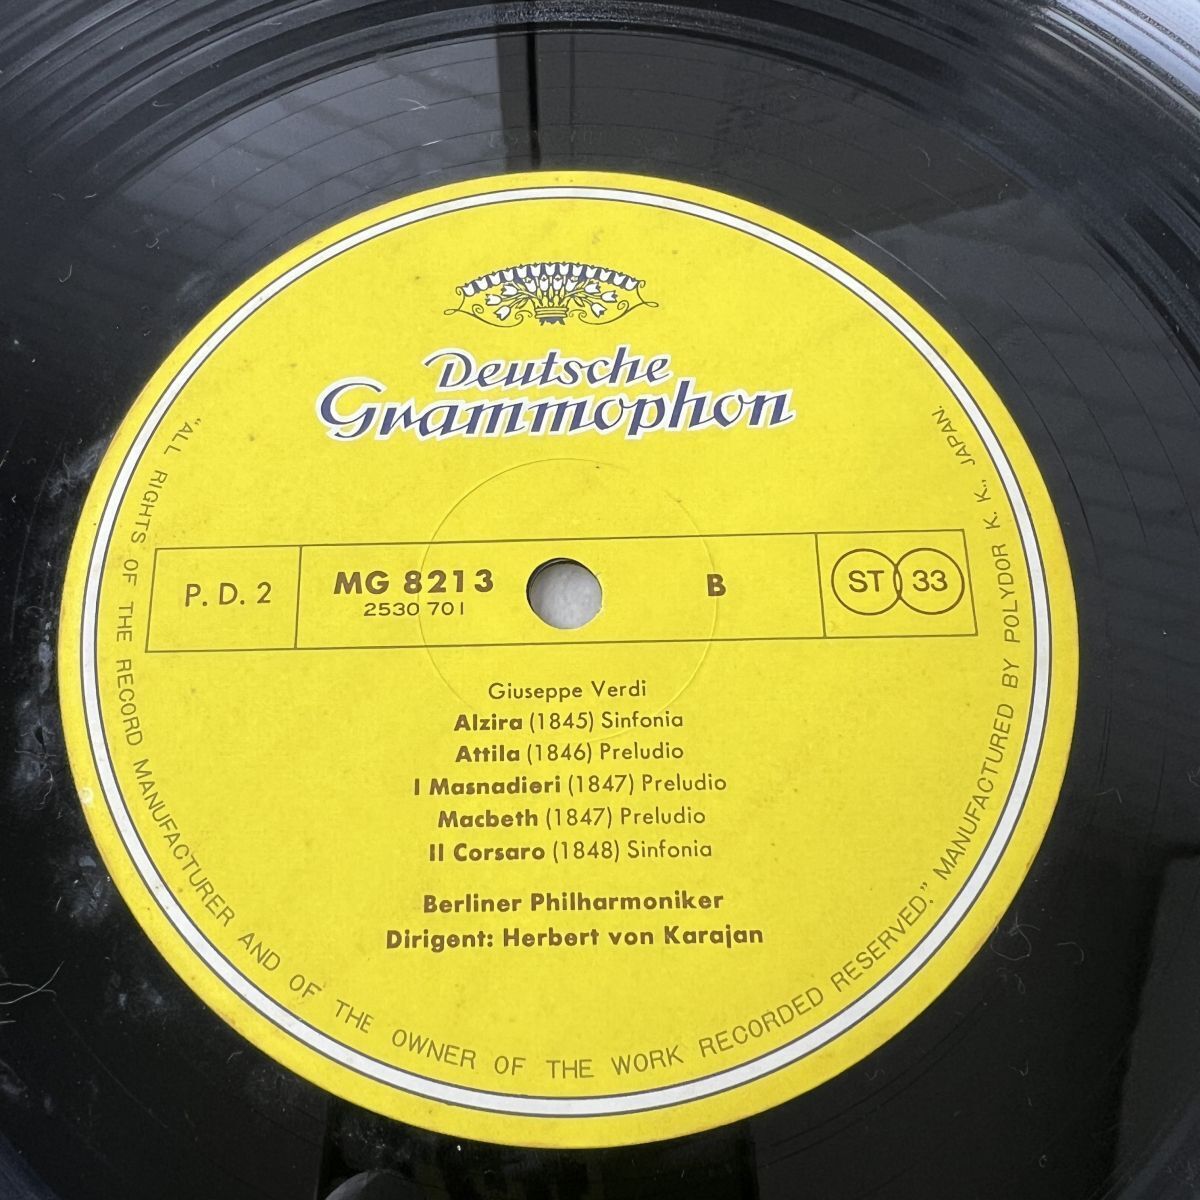 Deutsche
Grammophon
P. D. 2
MG 8213
2530 701
B
ST 33
Giuseppe Verdi
Alzira (1845) Sinfonia
Attila (1846) Preludio
I Masnadieri (1847) Preludio
Macbeth (1847) Preludio
Il Corsaro (1848) Sinfonia
Berliner Philharmoniker
Dirigent: Herbert von Karajan
"ALL RIGHTS OF THE RECORD MANUFACTURER AND OF THE OWNER OF THE WORK RECORDED RESERVED." MANUFACTURED BY POLYDOR K. K., JAPAN.